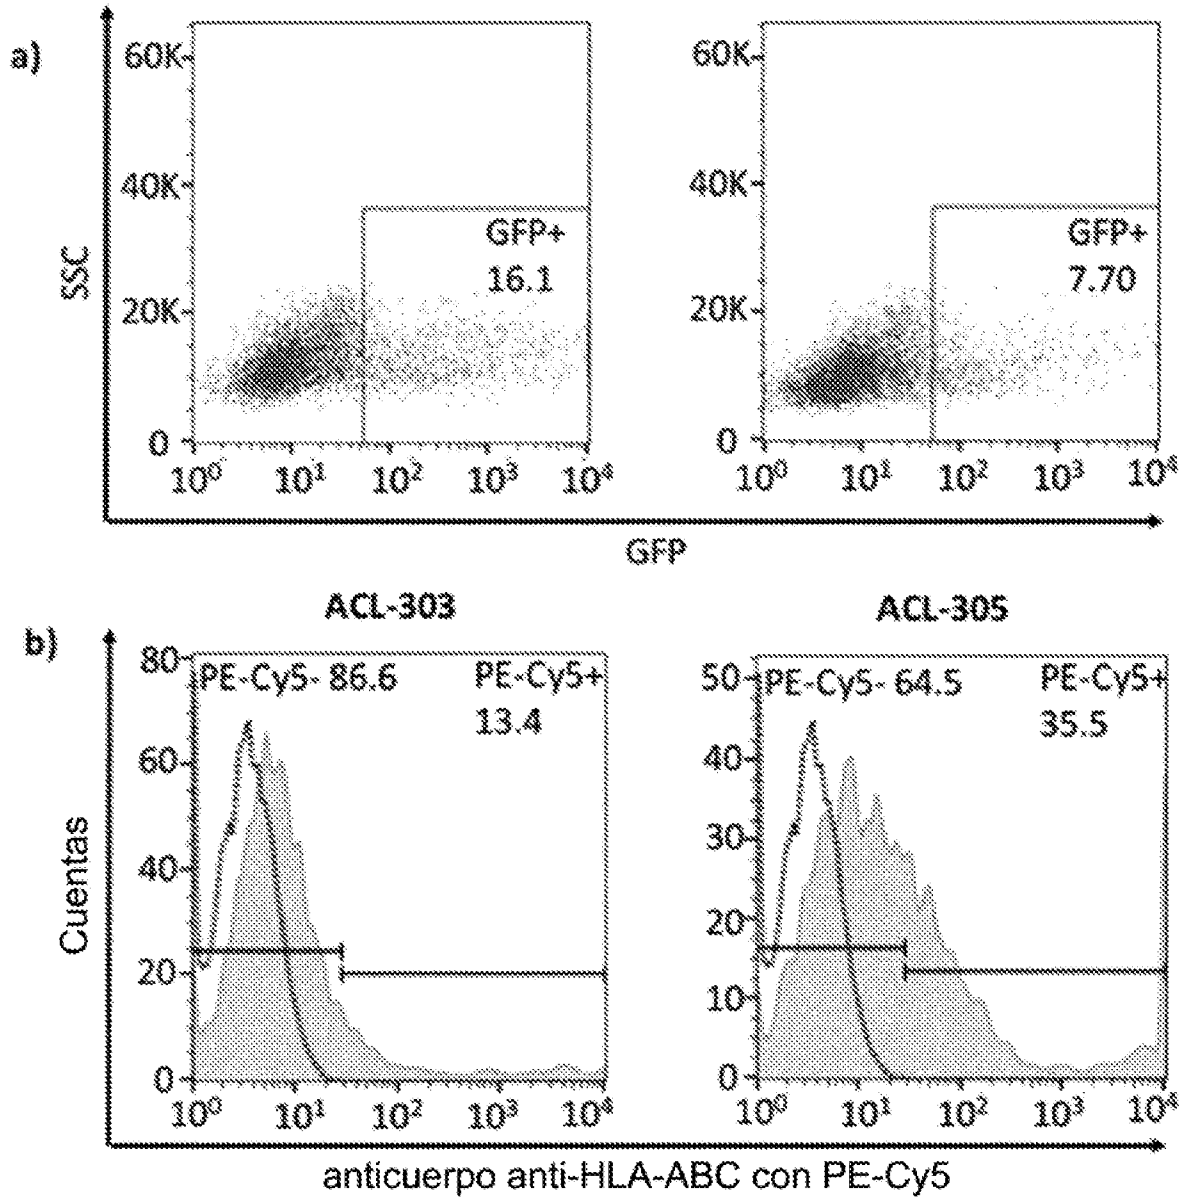 a)
SSC
60K
40K
20K
0
GFP+
16.1
10⁰ 10¹ 10² 10³ 10⁴
60K
40K
20K
0
GFP+
7.70
10⁰ 10¹ 10² 10³ 10⁴
GFP
b)
Cuentas
ACL-303
80
60
40
20
0
PE-Cy5- 86.6
PE-Cy5+
13.4
10⁰ 10¹ 10² 10³ 10⁴
ACL-305
50
40
30
20
10
0
PE-Cy5- 64.5
PE-Cy5+
35.5
10⁰ 10¹ 10² 10³ 10⁴
anticuerpo anti-HLA-ABC con PE-Cy5